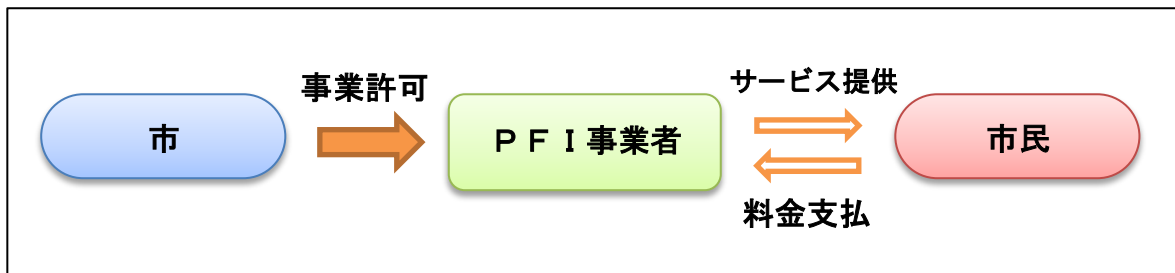 市
事業許可
ＰＦＩ事業者
サービス提供
料金支払
市民